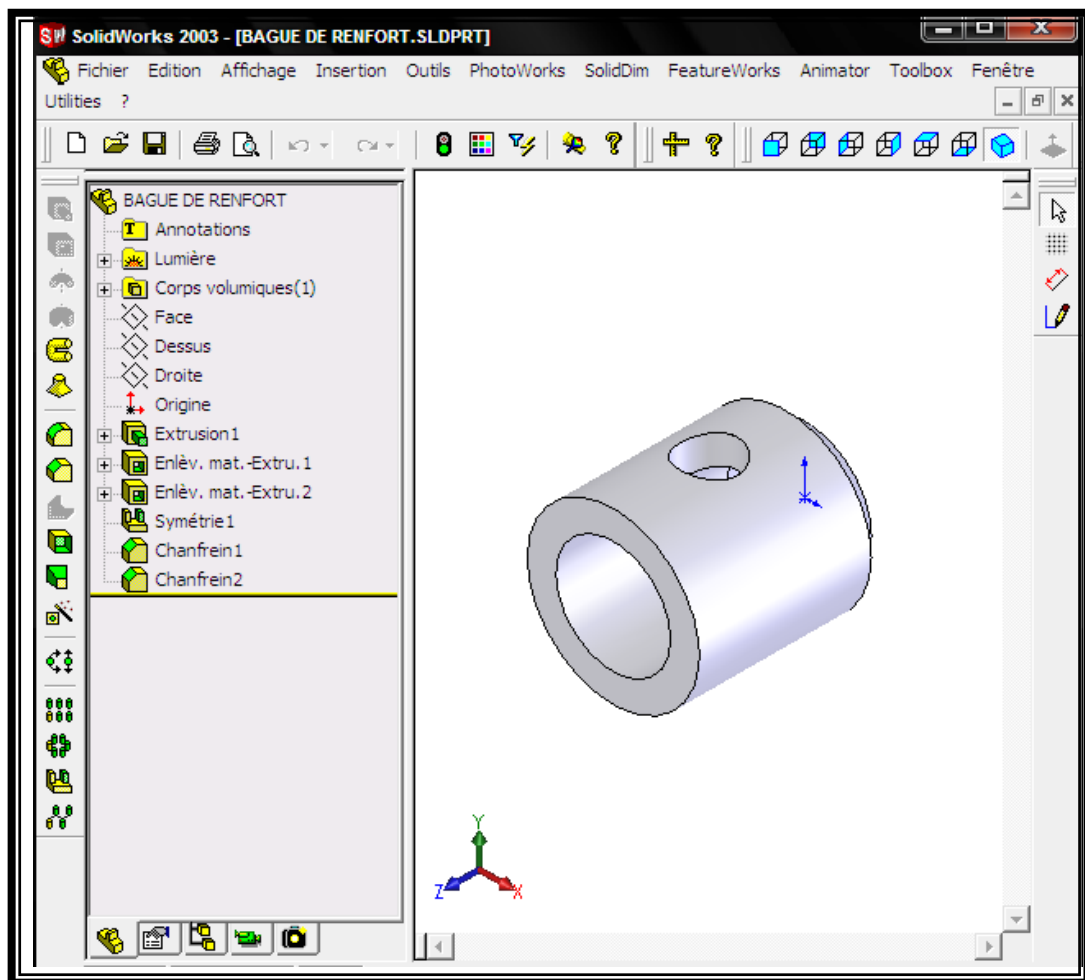 SW SolidWorks 2003 - [BAGUE DE RENFORT.SLDPRT]
Fichier Edition Affichage Insertion Outils PhotoWorks SolidDim FeatureWorks Animator Toolbox Fenêtre
Utilities ?
BAGUE DE RENFORT
T Annotations
Lumière
Corps volumiques(1)
Face
Dessus
Droite
Origine
Extrusion1
Enlèv. mat.-Extru.1
Enlèv. mat.-Extru.2
Symétrie1
Chanfrein1
Chanfrein2
Y
Z X